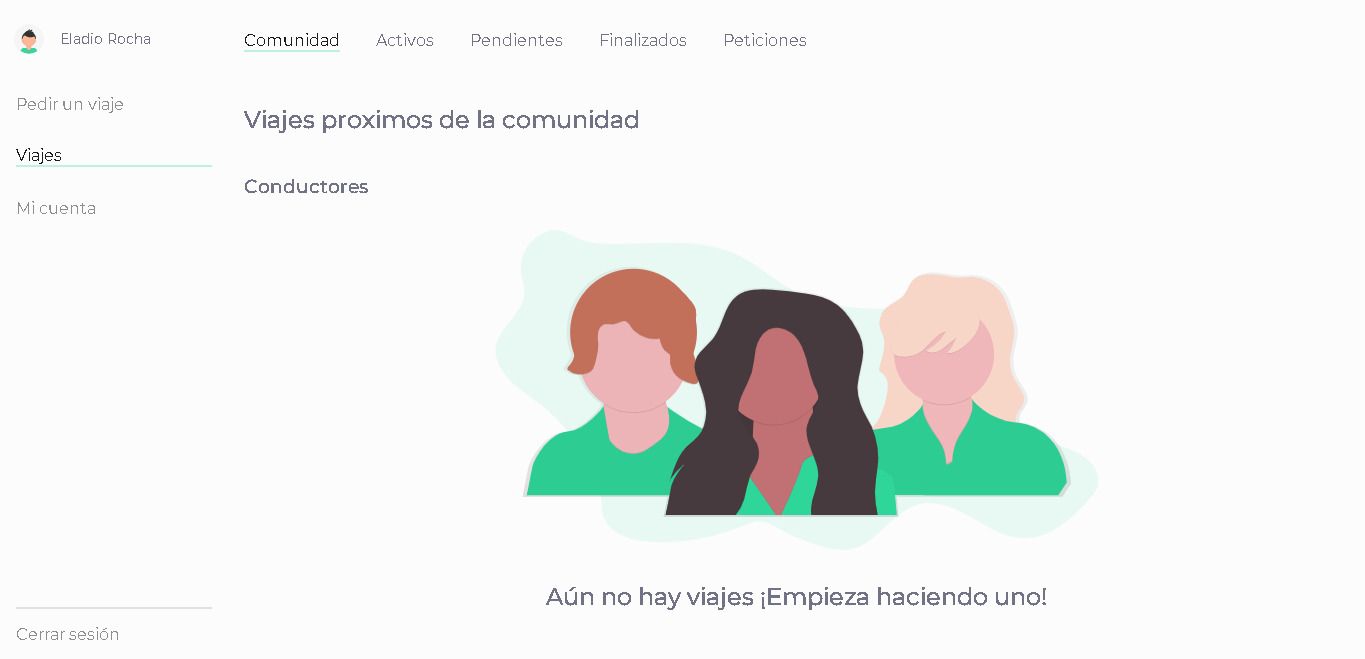 Eladio Rocha
Comunidad Activos Pendientes Finalizados Peticiones
Pedir un viaje
Viajes
Mi cuenta
Viajes proximos de la comunidad
Conductores
Aún no hay viajes ¡Empieza haciendo uno!
Cerrar sesión